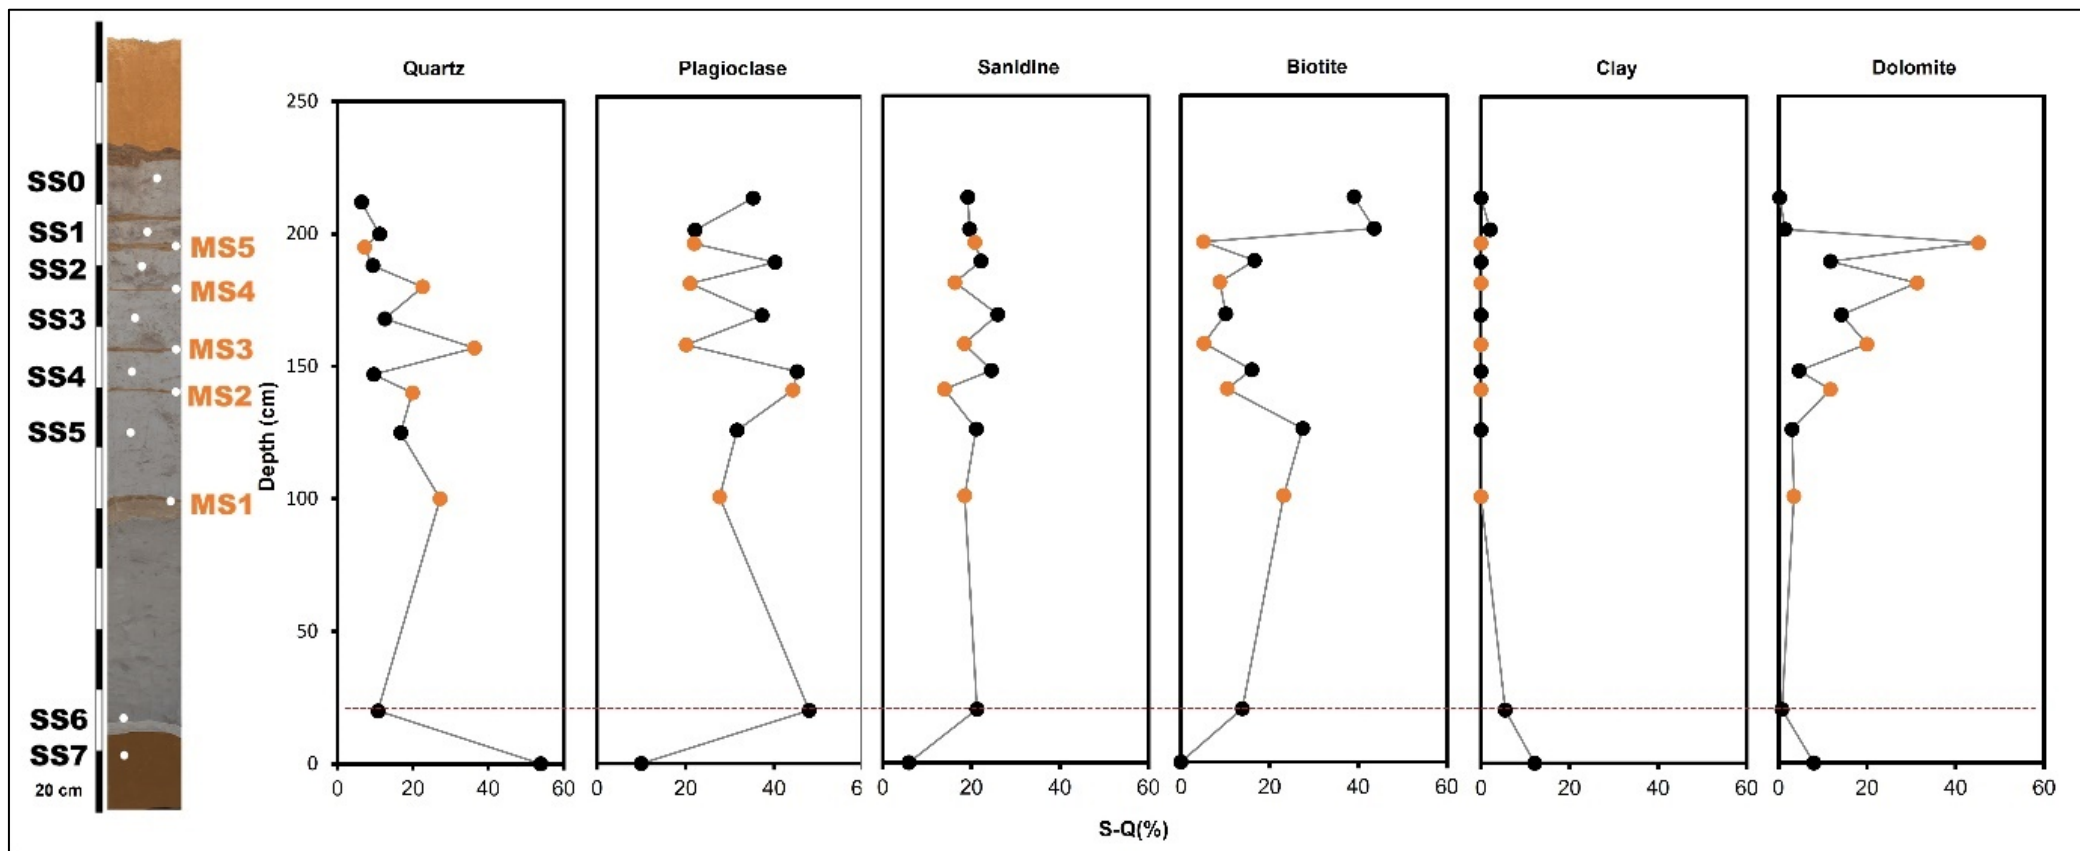 Quartz Plagioclase Sanidine Biotite Clay Dolomite
250
SS0
200
SS1
MS5
SS2
MS4
SS3
MS3
150
SS4
MS2
SS5
Depth (cm)
100
MS1
50
SS6
SS7
0
20 cm
0 20 40 60 0 20 40 6 0 20 40 60 0 20 40 60 0 20 40 60 0 20 40 60
S-Q(%)